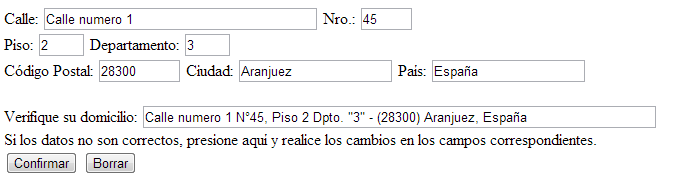 Calle: Calle numero 1 Nro.: 45
Piso: 2 Departamento: 3
Código Postal: 28300 Ciudad: Aranjuez País: España
Verifique su domicilio: Calle numero 1 N°45, Piso 2 Dpto. "3" - (28300) Aranjuez, España
Si los datos no son correctos, presione aquí y realice los cambios en los campos correspondientes.
Confirmar Borrar